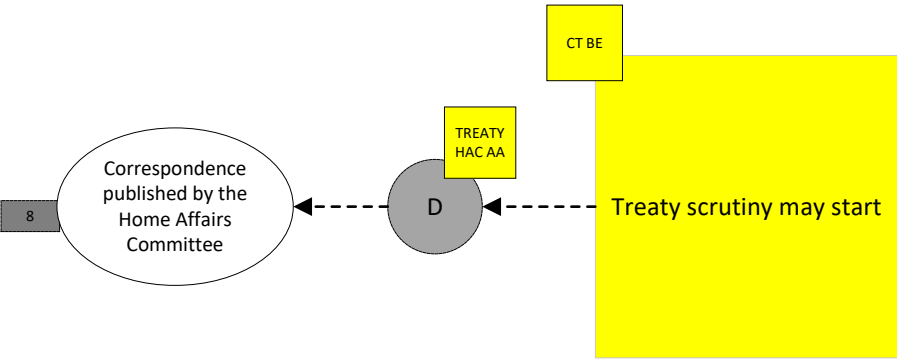 CT BE
TREATY
HAC AA
Correspondence
published by the
Home Affairs
Committee
8
D
Treaty scrutiny may start